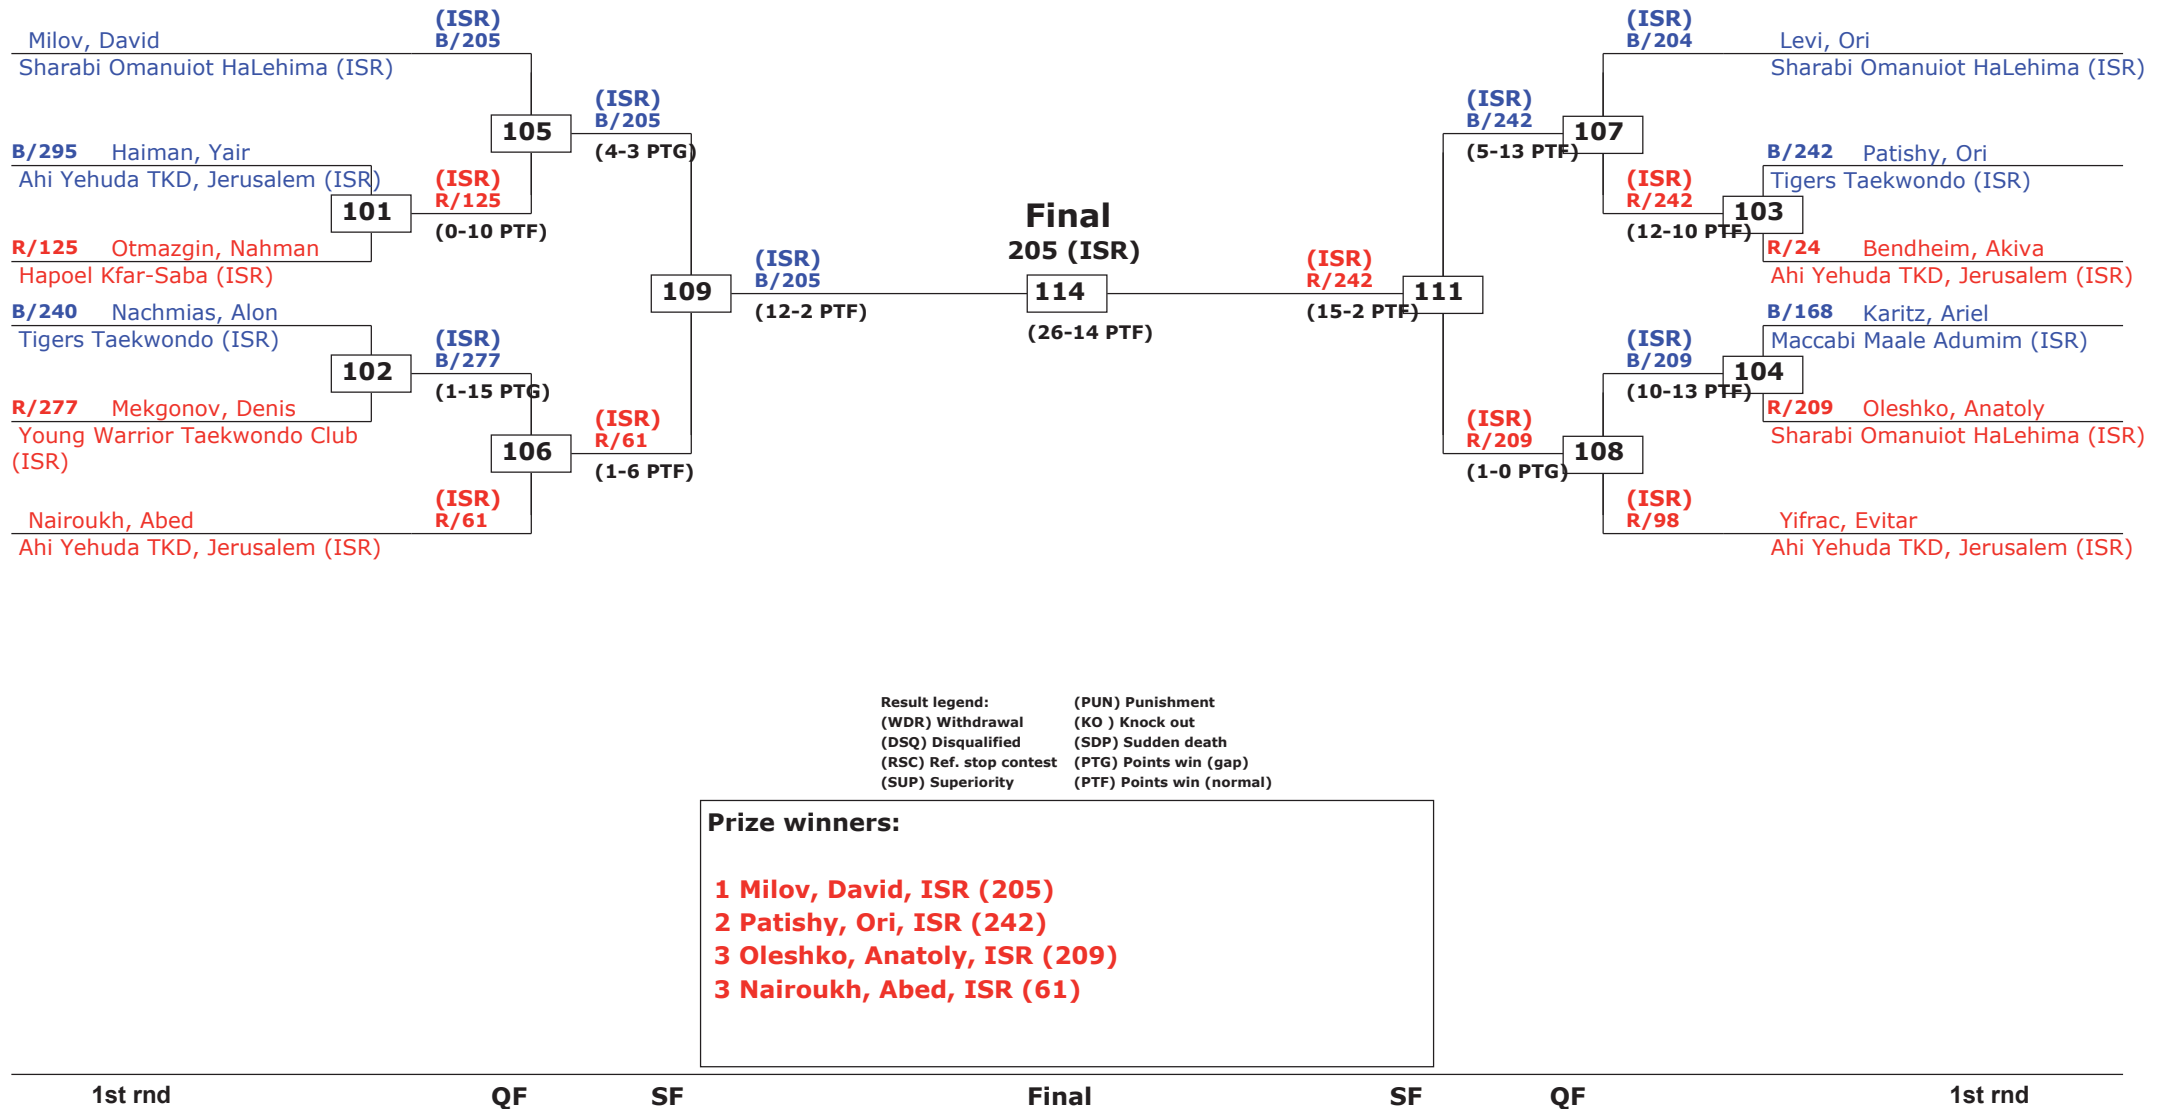 (ISR)
B/205
Milov, David
Sharabi Omanuiot HaLehima (ISR)
105
(ISR)
B/205
(4-3 PTG)
B/295 Haiman, Yair
Ahi Yehuda TKD, Jerusalem (ISR)
101
(ISR)
R/125
(0-10 PTF)
R/125 Otmazgin, Nahman
Hapoel Kfar-Saba (ISR)
109
(ISR)
B/205
(12-2 PTF)
B/240 Nachmias, Alon
Tigers Taekwondo (ISR)
102
(ISR)
B/277
(1-15 PTG)
R/277 Mekgonov, Denis
Young Warrior Taekwondo Club
(ISR)
106
(ISR)
R/61
(1-6 PTF)
(ISR)
R/61
Nairoukh, Abed
Ahi Yehuda TKD, Jerusalem (ISR)
Final
205 (ISR)
114
(26-14 PTF)
(ISR)
B/204
Levi, Ori
Sharabi Omanuiot HaLehima (ISR)
(ISR)
B/242
(5-13 PTF)
107
B/242 Patishy, Ori
Tigers Taekwondo (ISR)
(ISR)
R/242
(12-10 PTF)
103
R/24 Bendheim, Akiva
Ahi Yehuda TKD, Jerusalem (ISR)
(ISR)
R/242
(15-2 PTF)
111
B/168 Karitz, Ariel
Maccabi Maale Adumim (ISR)
(ISR)
B/209
(10-13 PTF)
104
R/209 Oleshko, Anatoly
Sharabi Omanuiot HaLehima (ISR)
(ISR)
R/209
(1-0 PTG)
108
(ISR)
R/98
Yifrac, Evitar
Ahi Yehuda TKD, Jerusalem (ISR)
Result legend: (PUN) Punishment
(WDR) Withdrawal (KO ) Knock out
(DSQ) Disqualified (SDP) Sudden death
(RSC) Ref. stop contest (PTG) Points win (gap)
(SUP) Superiority (PTF) Points win (normal)
Prize winners:
1 Milov, David, ISR (205)
2 Patishy, Ori, ISR (242)
3 Oleshko, Anatoly, ISR (209)
3 Nairoukh, Abed, ISR (61)
1st rnd QF SF Final SF QF 1st rnd